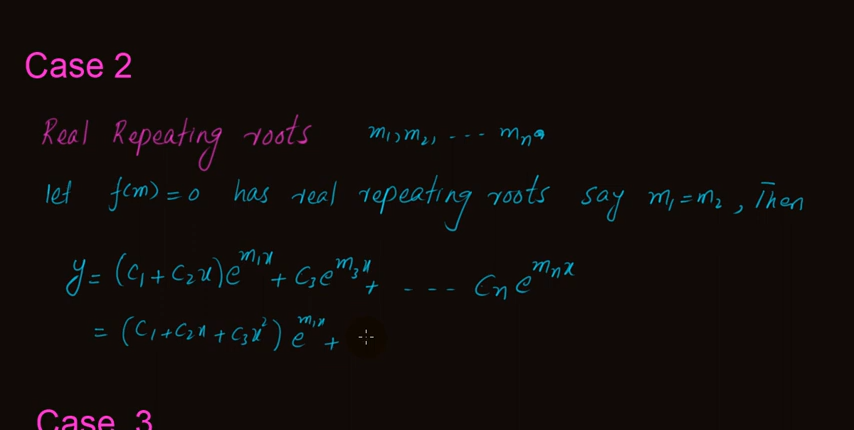 Case 2
Real Repeating roots m₁, m₂, --- mₙ
let f(m) = 0 has real repeating roots say m₁ = m₂, Then
y = (c₁ + c₂x)e^{m₁x} + c₃e^{m₃x} + --- cₙe^{mₙx}
= (c₁ + c₂x + c₃x²) e^{m₁x} +
Case 3